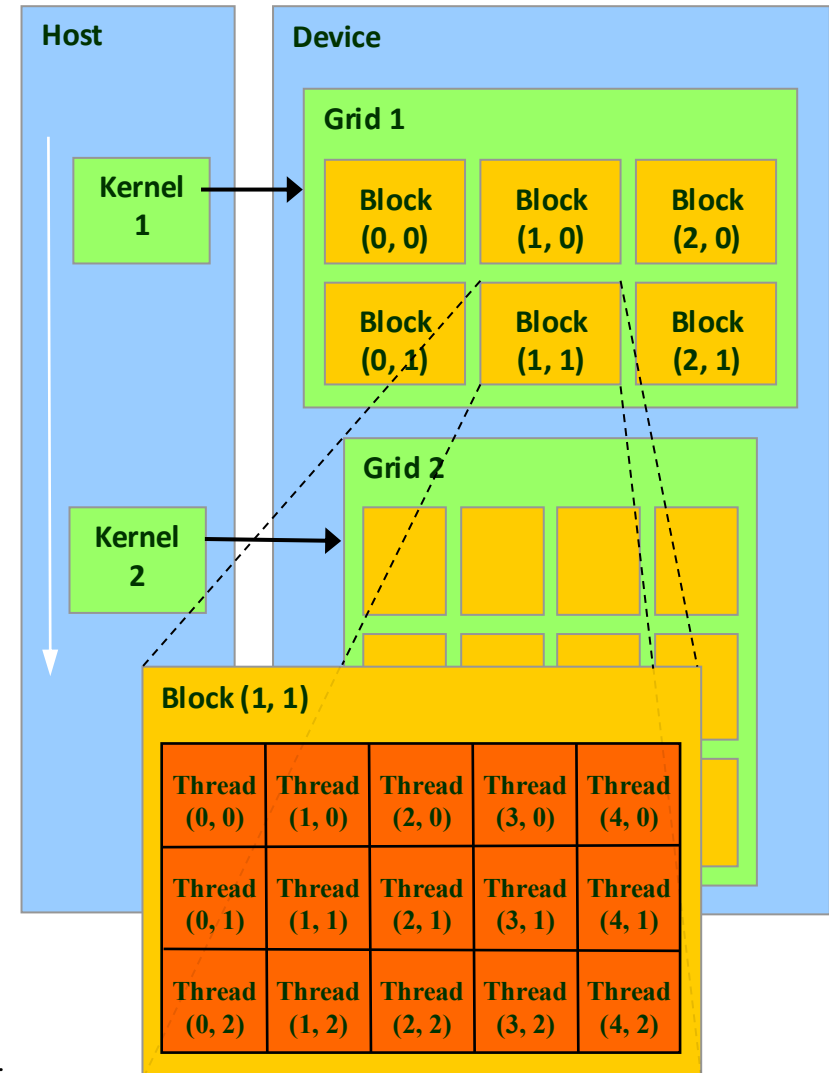 Host
Device
Grid 1
Kernel
1
Block
(0, 0)
Block
(1, 0)
Block
(2, 0)
Block
(0, 1)
Block
(1, 1)
Block
(2, 1)
Grid 2
Kernel
2
Block (1, 1)
Thread
(0, 0)
Thread
(1, 0)
Thread
(2, 0)
Thread
(3, 0)
Thread
(4, 0)
Thread
(0, 1)
Thread
(1, 1)
Thread
(2, 1)
Thread
(3, 1)
Thread
(4, 1)
Thread
(0, 2)
Thread
(1, 2)
Thread
(2, 2)
Thread
(3, 2)
Thread
(4, 2)